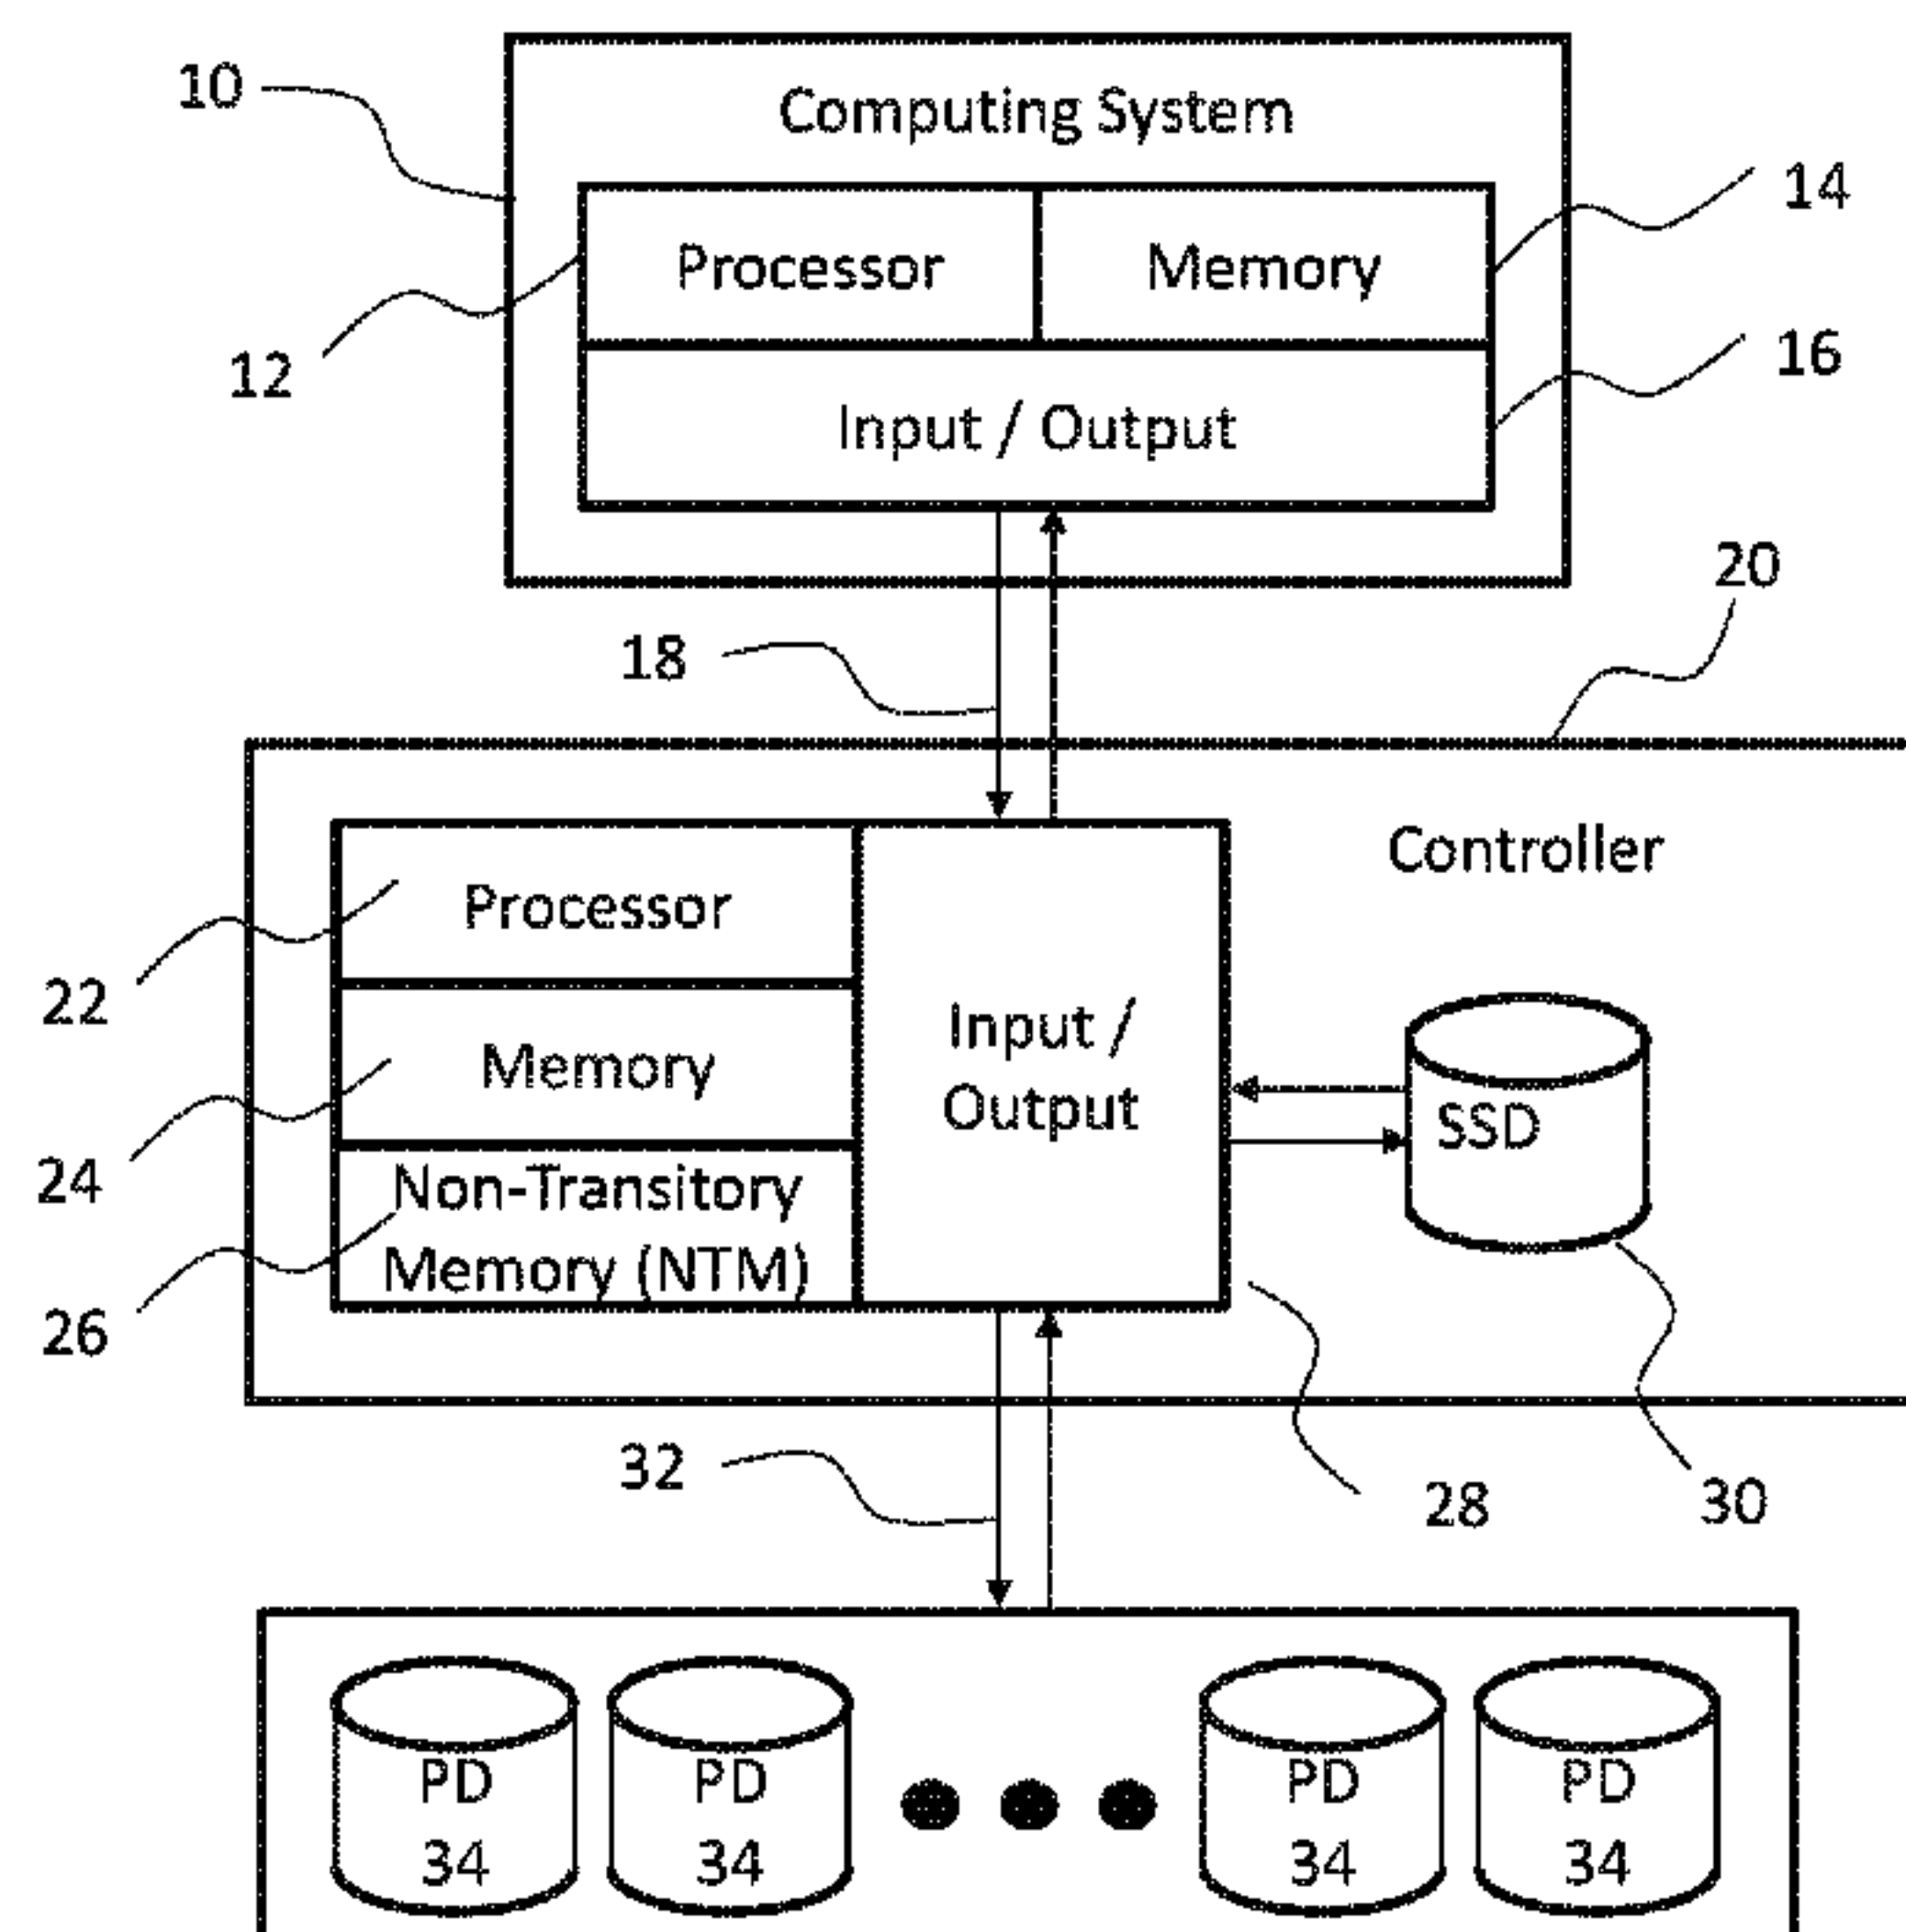 10
Computing System
14
Processor
Memory
12
16
Input / Output
20
18
Controller
Processor
22
Input /
Output
Memory
24
SSD
Non-Transitory
Memory (NTM)
26
32
28
30
PD
34
PD
34
PD
34
PD
34